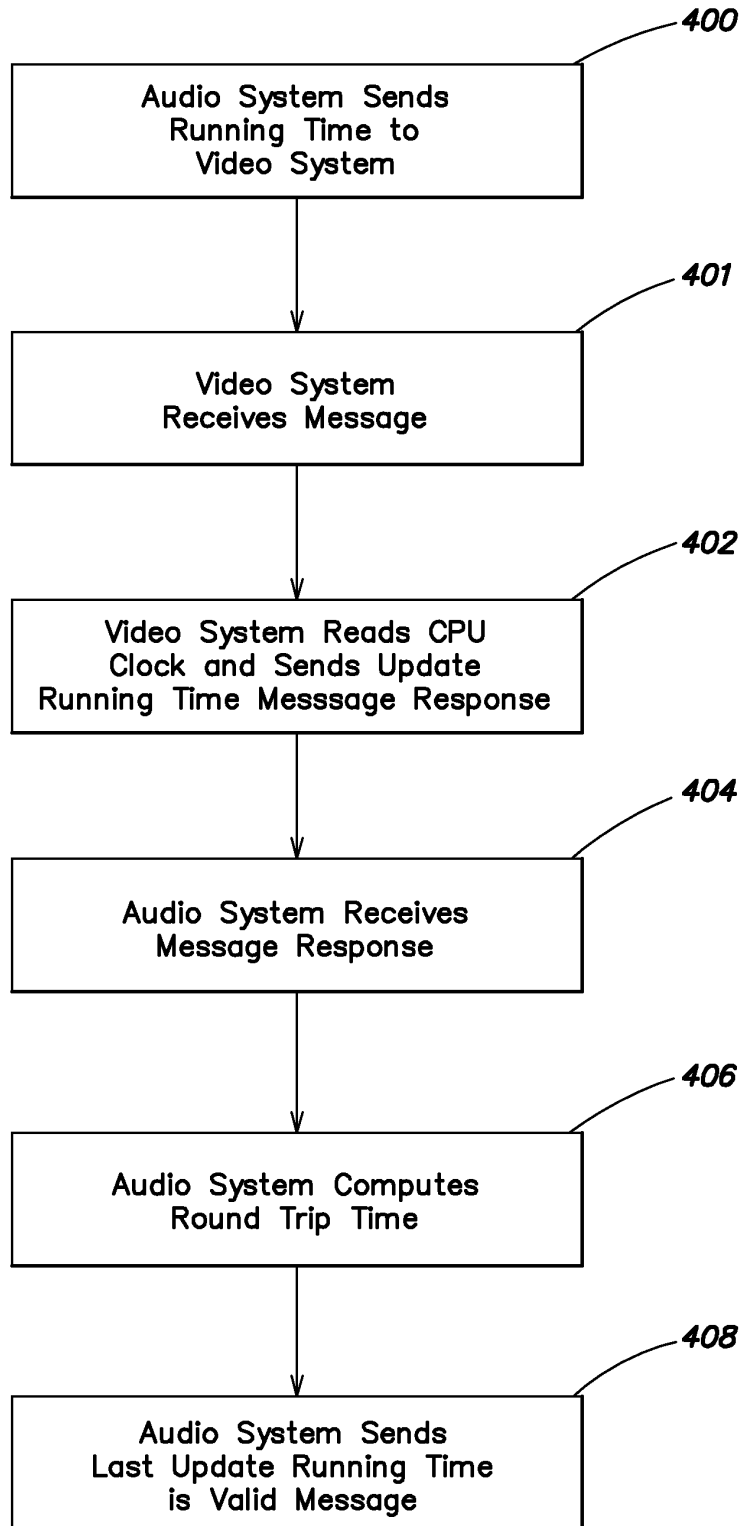 400
Audio System Sends
Running Time to
Video System
401
Video System
Receives Message
402
Video System Reads CPU
Clock and Sends Update
Running Time Messsage Response
404
Audio System Receives
Message Response
406
Audio System Computes
Round Trip Time
408
Audio System Sends
Last Update Running Time
is Valid Message